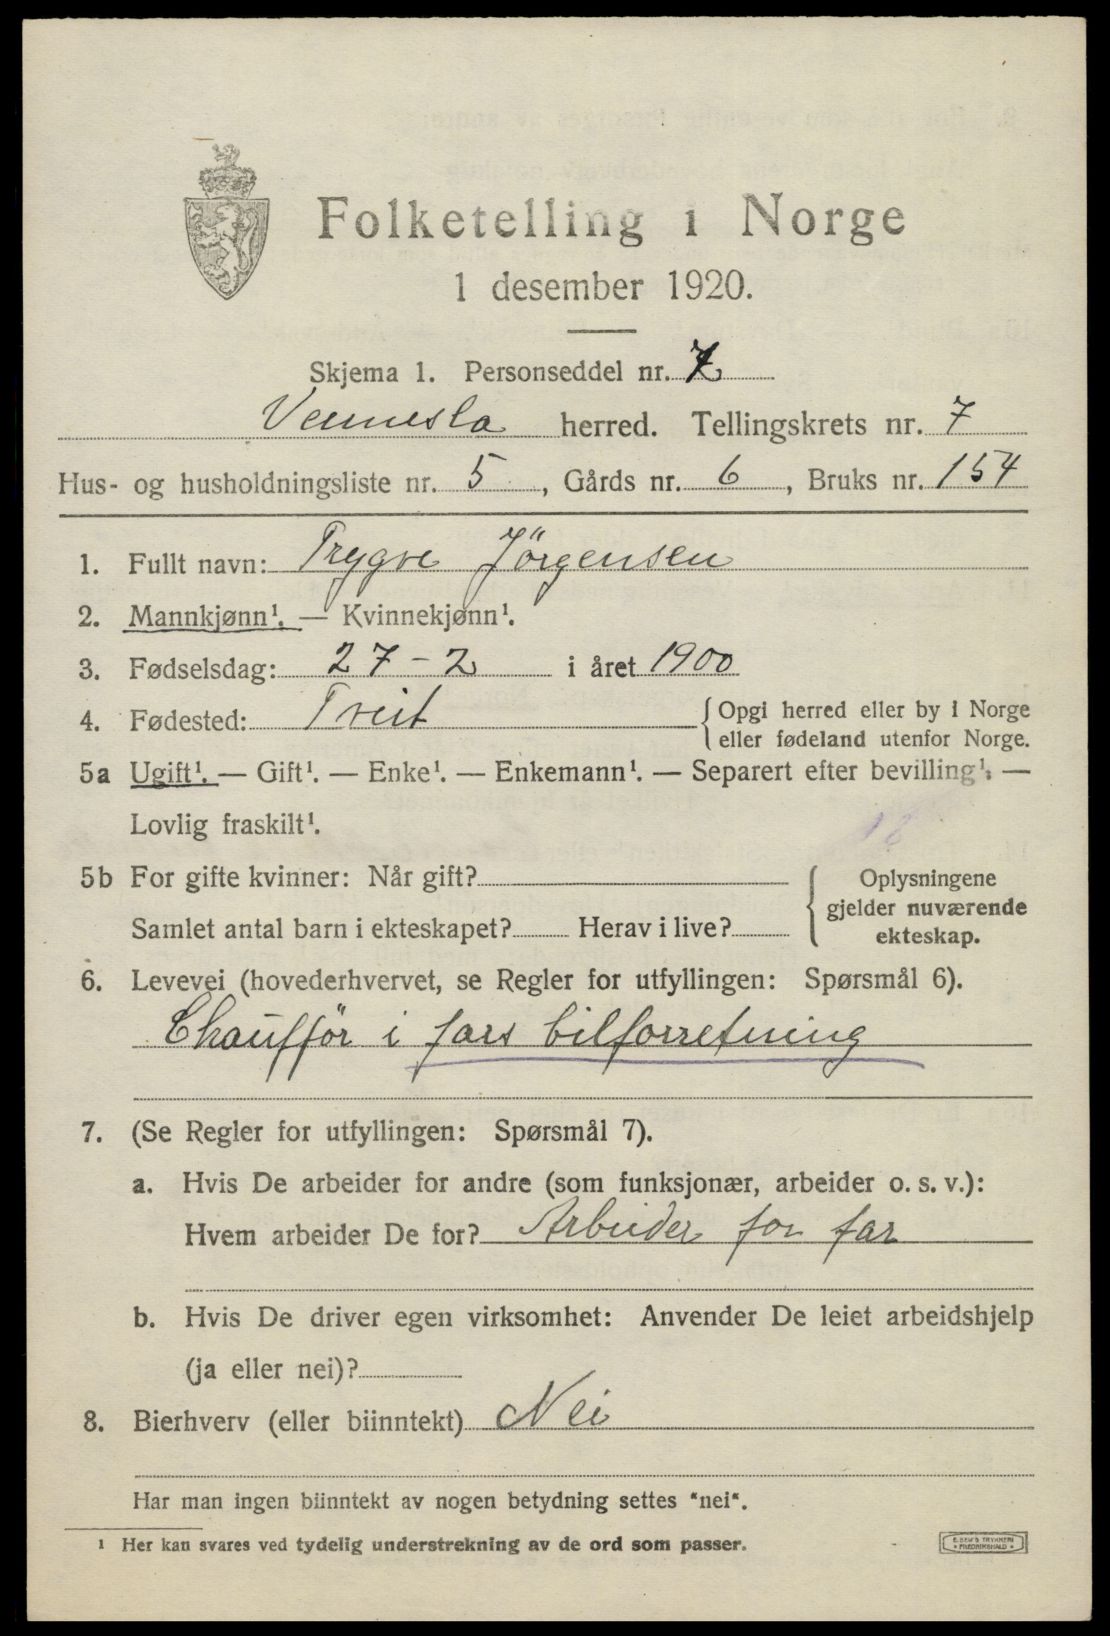 Folketelling i Norge
1 desember 1920.
Skjema 1. Personseddel nr.
Vennesla herred. Tellingskrets nr. 7
Hus- og husholdningsliste nr. 5, Gårds nr. 6, Bruks nr. 154
1. Fullt navn: Trygve Jörgensen
2. Mannkjønn¹. — Kvinnekjønn¹.
3. Fødselsdag: 27-2 i året 1900
4. Fødested: Tveit {Opgi herred eller by i Norge
eller fødeland utenfor Norge.
5a Ugift¹. — Gift¹. — Enke¹. — Enkemann¹. — Separert efter bevilling¹. —
Lovlig fraskilt¹.
5b For gifte kvinner: Når gift? {Oplysningene
gjelder nuværende
Samlet antal barn i ekteskapet? Herav i live?
ekteskap.
6. Levevei (hovederhvervet, se Regler for utfyllingen: Spørsmål 6).
Chauffør i fars bilforretning
7. (Se Regler for utfyllingen: Spørsmål 7).
a. Hvis De arbeider for andre (som funksjonær, arbeider o. s. v.):
Hvem arbeider De for? Arbeider for far
b. Hvis De driver egen virksomhet: Anvender De leiet arbeidshjelp
(ja eller nei)?
8. Bierhverv (eller biinntekt) Nei
Har man ingen biinntekt av nogen betydning settes "nei".
¹ Her kan svares ved tydelig understrekning av de ord som passer.